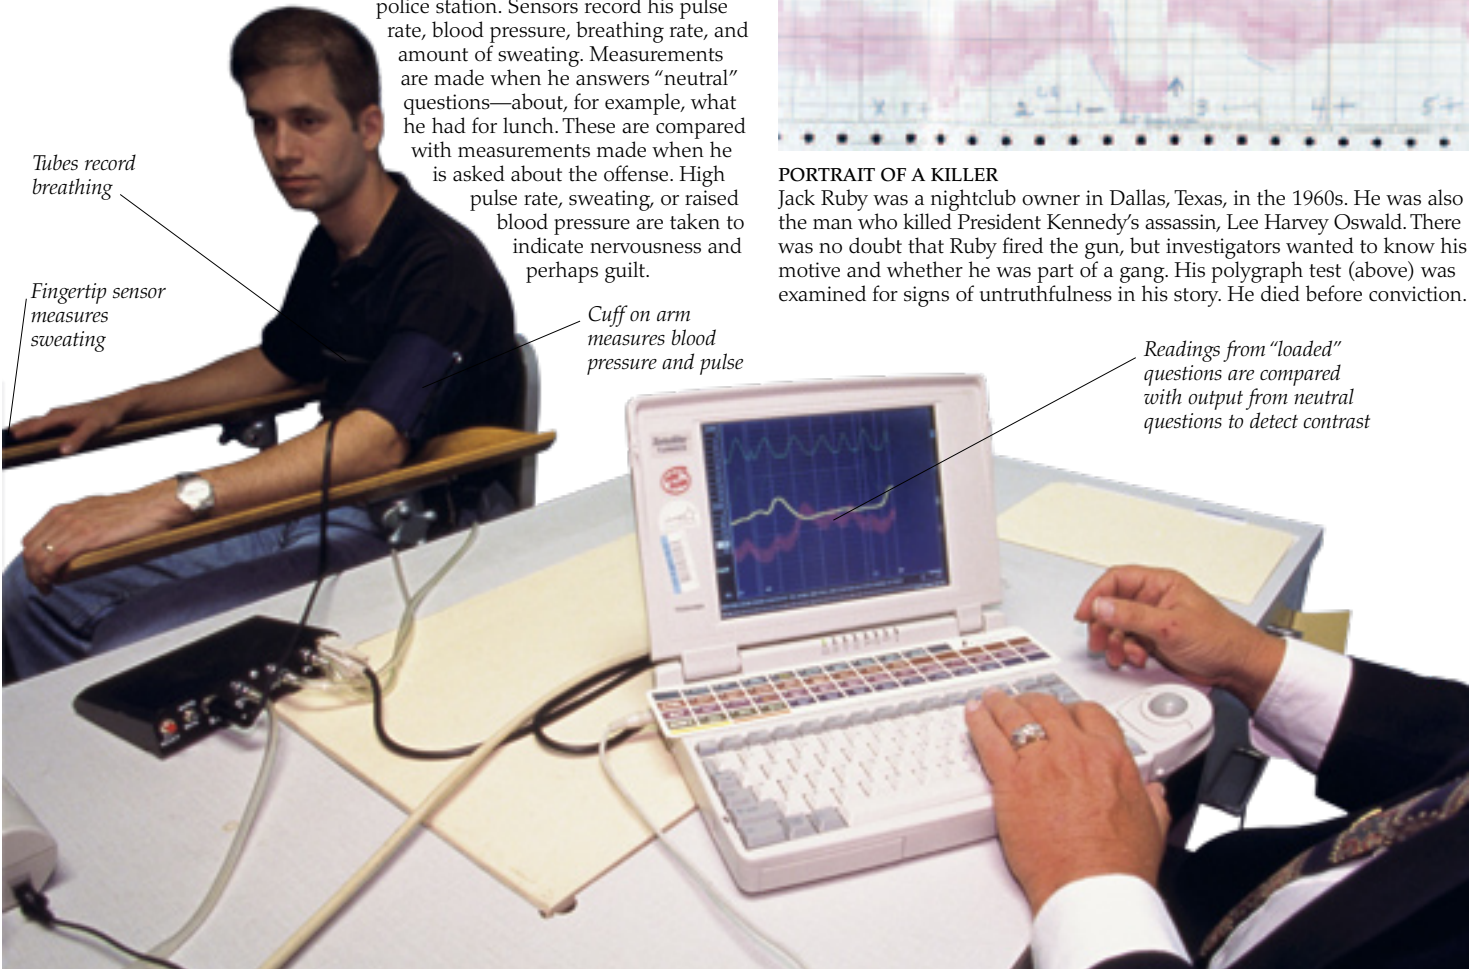 police station. Sensors record his pulse
rate, blood pressure, breathing rate, and
amount of sweating. Measurements
are made when he answers “neutral”
questions—about, for example, what
he had for lunch. These are compared
with measurements made when he
is asked about the offense. High
pulse rate, sweating, or raised
blood pressure are taken to
indicate nervousness and
perhaps guilt.
Tubes record
breathing
Fingertip sensor
measures
sweating
Cuff on arm
measures blood
pressure and pulse
X
2
3
4+
5+
PORTRAIT OF A KILLER
Jack Ruby was a nightclub owner in Dallas, Texas, in the 1960s. He was also
the man who killed President Kennedy’s assassin, Lee Harvey Oswald. There
was no doubt that Ruby fired the gun, but investigators wanted to know his
motive and whether he was part of a gang. His polygraph test (above) was
examined for signs of untruthfulness in his story. He died before conviction.
Readings from “loaded”
questions are compared
with output from neutral
questions to detect contrast